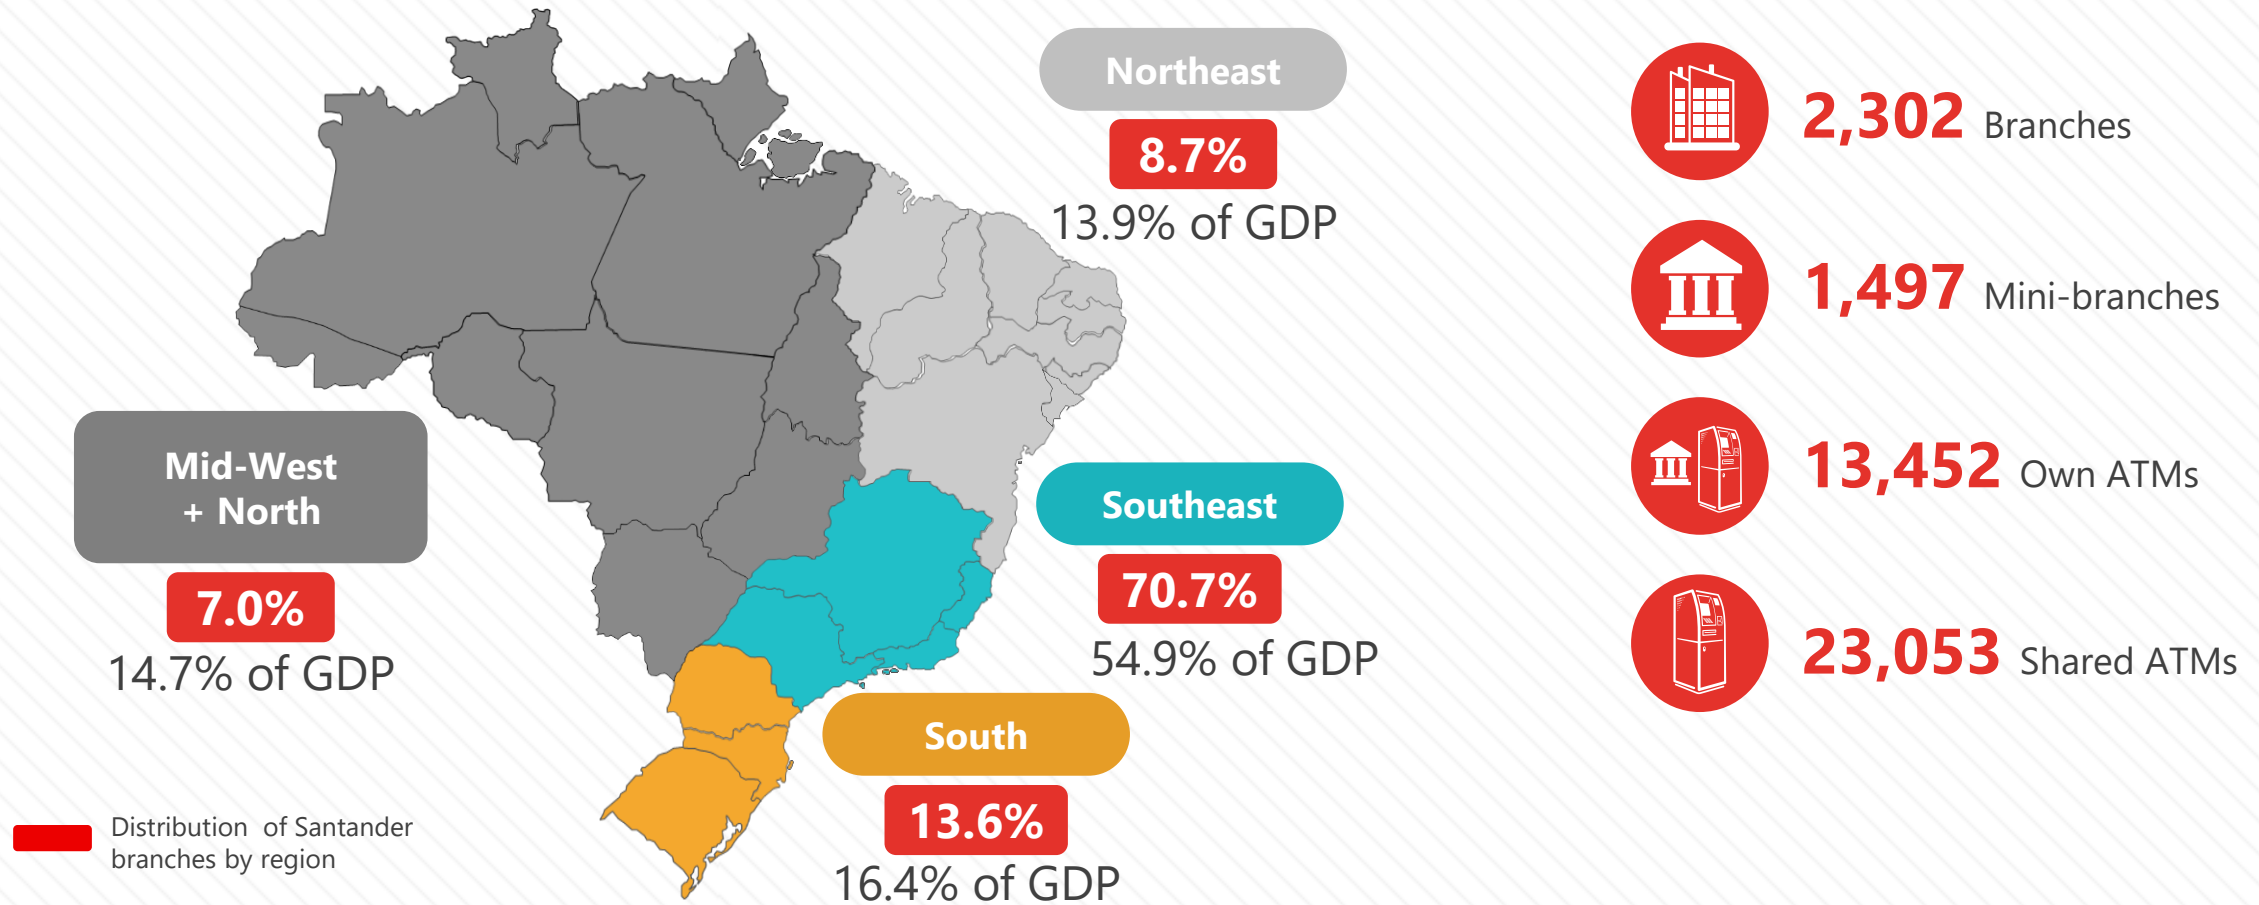 Northeast
8.7%
13.9% of GDP
Mid-West
+ North
7.0%
14.7% of GDP
Southeast
70.7%
54.9% of GDP
South
13.6%
16.4% of GDP
Distribution of Santander
branches by region
2,302 Branches
1,497 Mini-branches
13,452 Own ATMs
23,053 Shared ATMs